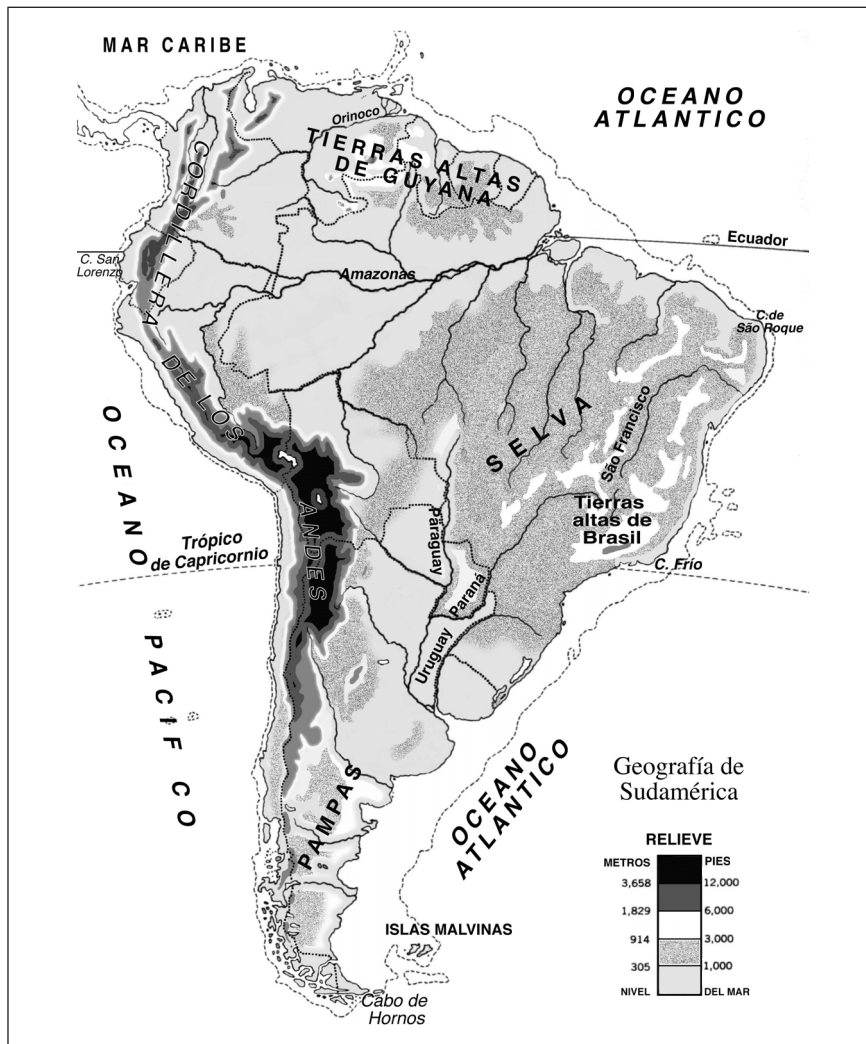 MAR CARIBE
OCEANO
ATLANTICO
Orinoco
TIERRAS ALTAS
DE GUYANA
CORDILLERA DE LOS ANDES
Ecuador
C. San
Lorenzo
Amazonas
C.de
São Roque
SELVA
São Francisco
OCEANO
PACÍF CO
Tierras
altas de
Brasil
Trópico
de Capricornio
Paraguay
C. Frío
Paraná
Uruguay
PAMPAS
OCEANO
ATLANTICO
Geografía de
Sudamérica
RELIEVE
METROS PIES
3,658 12,000
1,829 6,000
914 3,000
305 1,000
NIVEL DEL MAR
ISLAS MALVINAS
Cabo de
Hornos